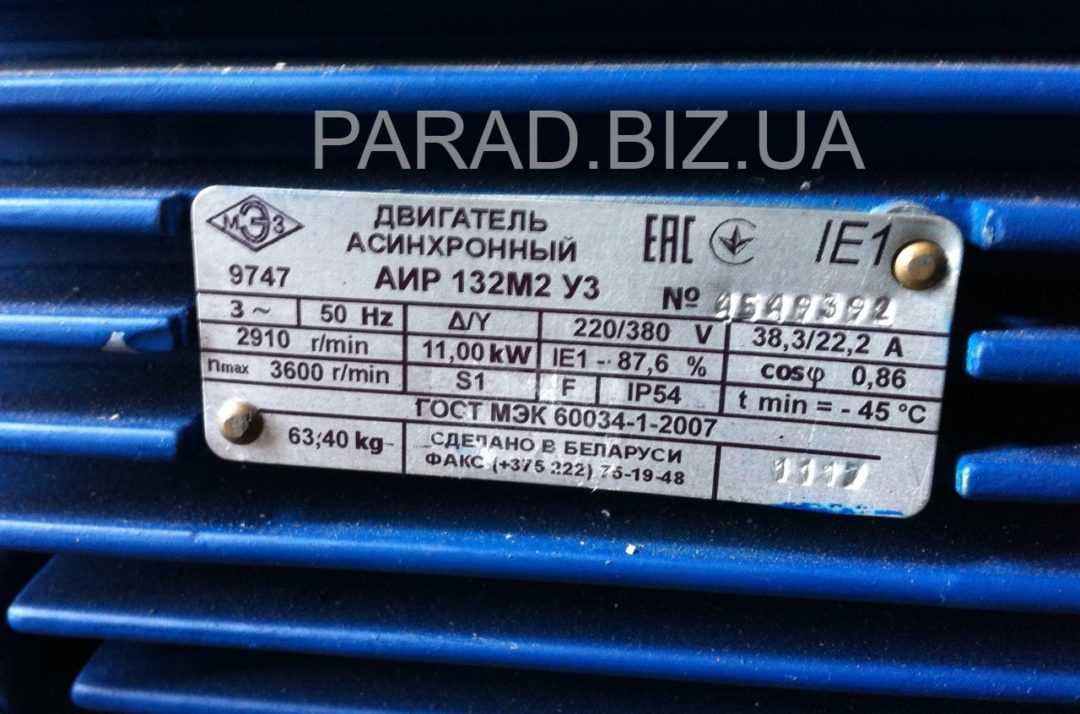 PARAD.BIZ.UA
МЭЗ
ДВИГАТЕЛЬ
АСИНХРОННЫЙ
EAC
IE1
9747 АИР 132М2 У3 №
3 ~ 50 Hz Δ/Y 220/380 V 38,3/22,2 A
2910 r/min 11,00 kW IE1 - 87,6 % cosφ 0,86
nmax 3600 r/min S1 F IP54 t min = - 45 °C
ГОСТ МЭК 60034-1-2007
63,40 kg
СДЕЛАНО В БЕЛАРУСИ
ФАКС (+375 222) 75-19-48
1117